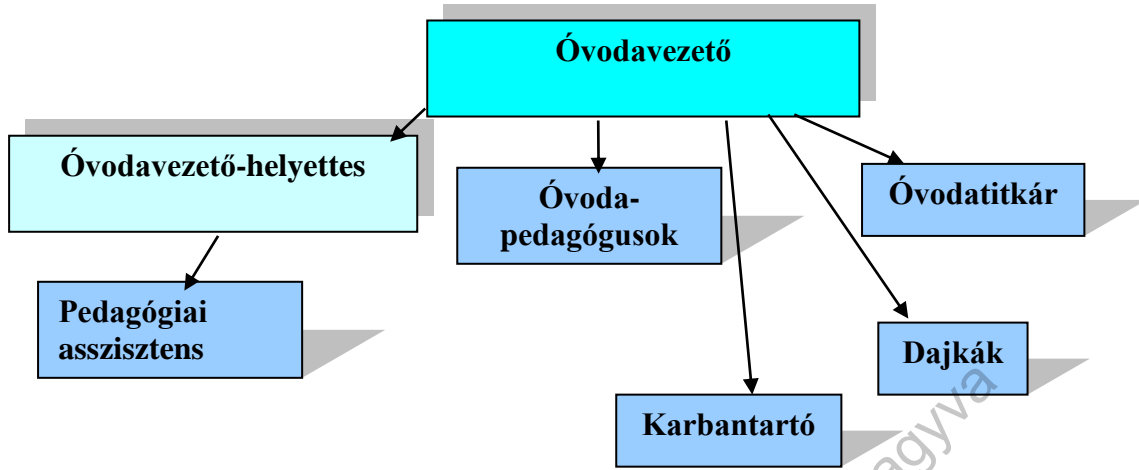 Óvodavezető
Óvodavezető-helyettes
Óvoda-
pedagógusok
Óvodatitkár
Pedagógiai
asszisztens
Dajkák
Karbantartó